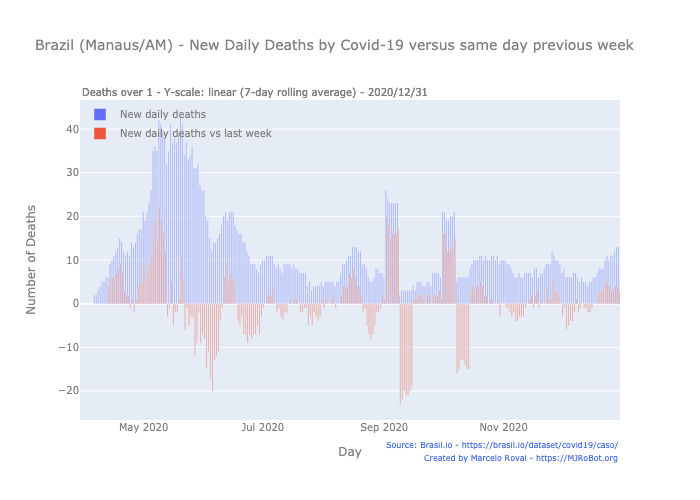 Brazil (Manaus/AM) - New Daily Deaths by Covid-19 versus same day previous week
Deaths over 1 - Y-scale: linear (7-day rolling average) - 2020/12/31
New daily deaths
New daily deaths vs last week
Number of Deaths
40
30
20
10
0
−10
−20
May 2020
Jul 2020
Sep 2020
Nov 2020
Day
Source: Brasil.io - https://brasil.io/dataset/covid19/caso/
Created by Marcelo Rovai - https://MJRoBot.org